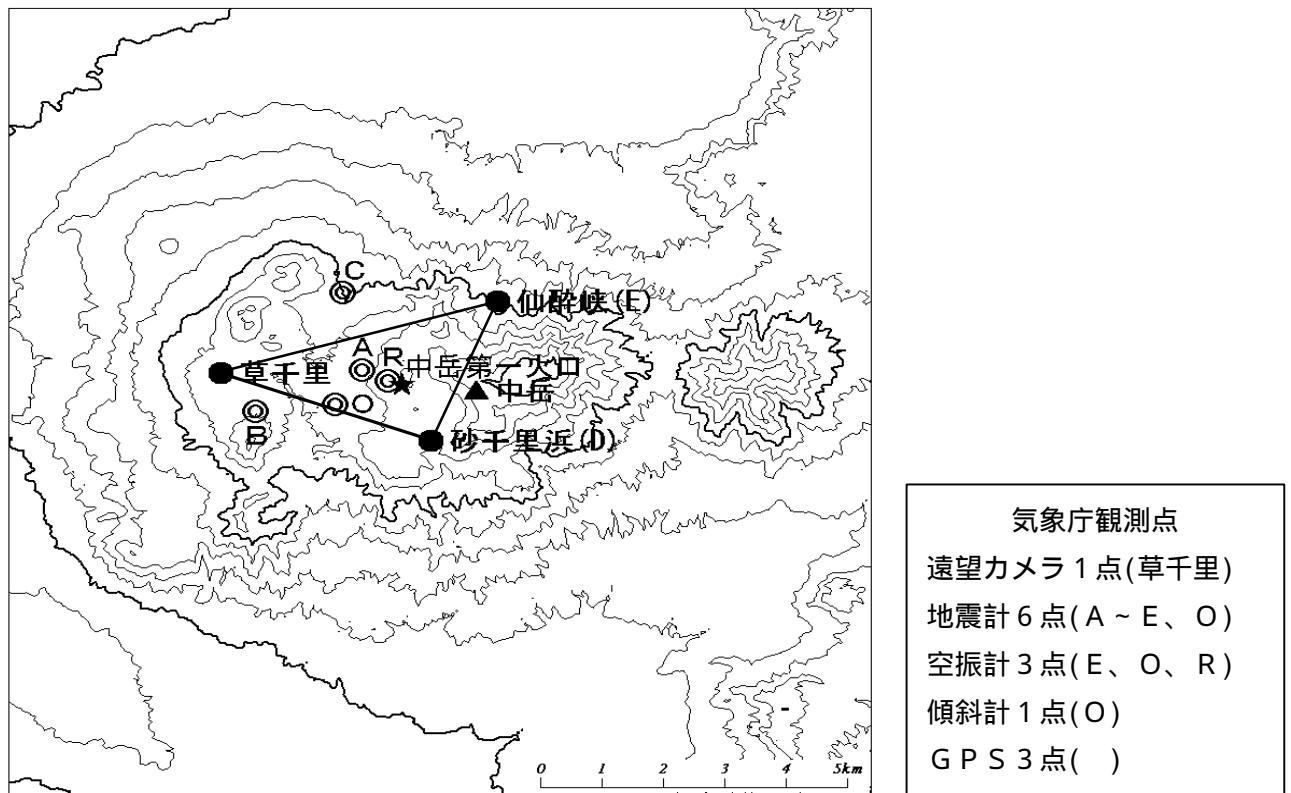 C
仙酔峡(E)
A
R
中岳第一火口
草千里
中岳
O
B
砂千里浜(D)
0 1 2 3 4 5km
気象庁観測点
遠望カメラ1点(草千里)
地震計6点(A~E、O)
空振計3点(E、O、R)
傾斜計1点(O)
GPS3点( )